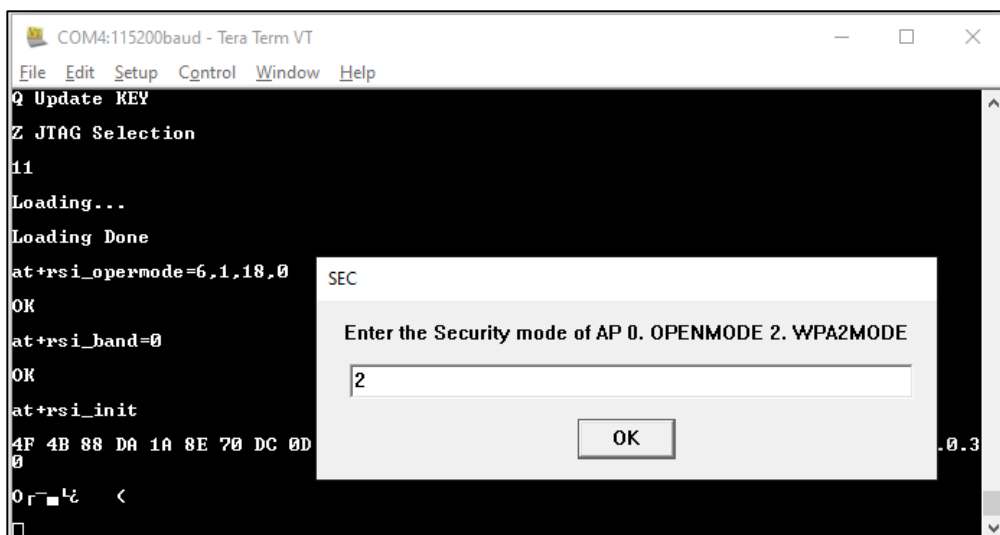 COM4:115200baud - Tera Term VT
File Edit Setup Control Window Help
Q Update KEY
Z JTAG Selection
11
Loading...
Loading Done
at+rsi_opermode=6,1,18,0
OK
at+rsi_band=0
OK
at+rsi_init
4F 4B 88 DA 1A 8E 70 DC 0D .0.3
0
SEC
Enter the Security mode of AP 0. OPENMODE 2. WPA2MODE
2
OK